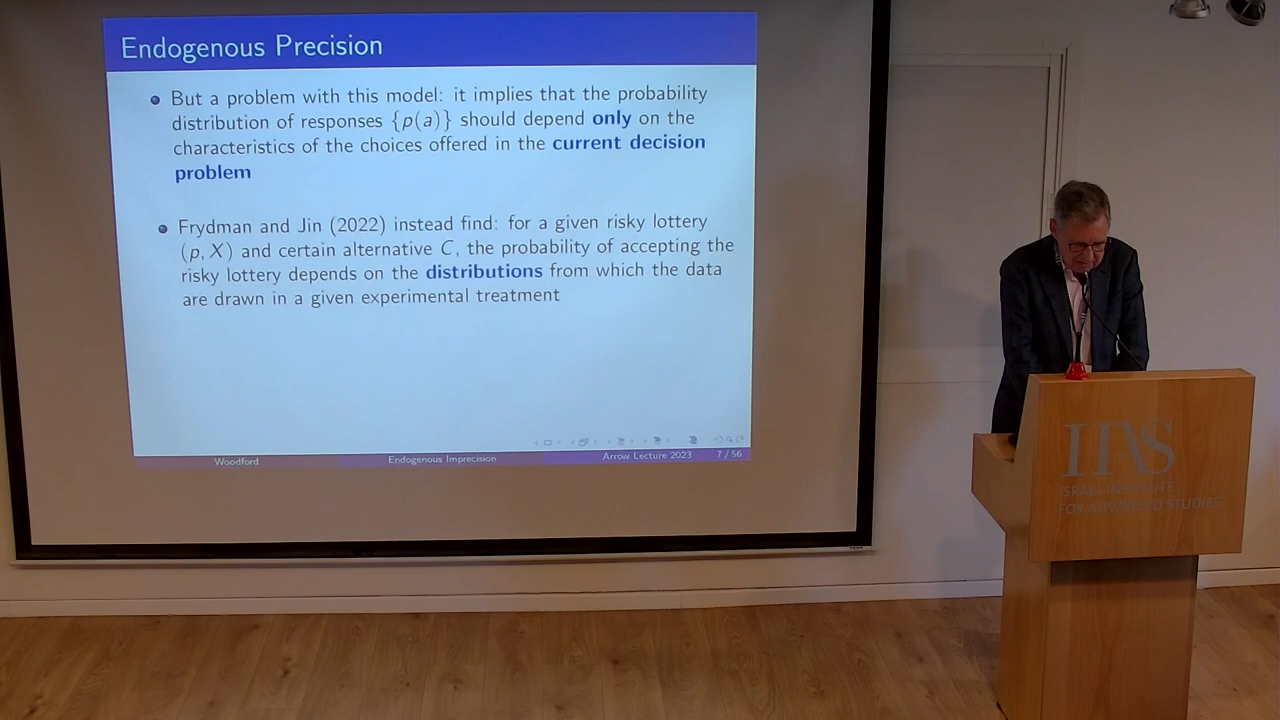 Endogenous Precision
But a problem with this model: it implies that the probability
distribution of responses {p(a)} should depend only on the
characteristics of the choices offered in the current decision
problem
Frydman and Jin (2022) instead find: for a given risky lottery
(p, X) and certain alternative C, the probability of accepting the
risky lottery depends on the distributions from which the data
are drawn in a given experimental treatment
Woodford
Endogenous Imprecision
Arrow Lecture 2023
7 / 56
IIAS
ISRAEL INSTITUTE
FOR ADVANCED STUDIES